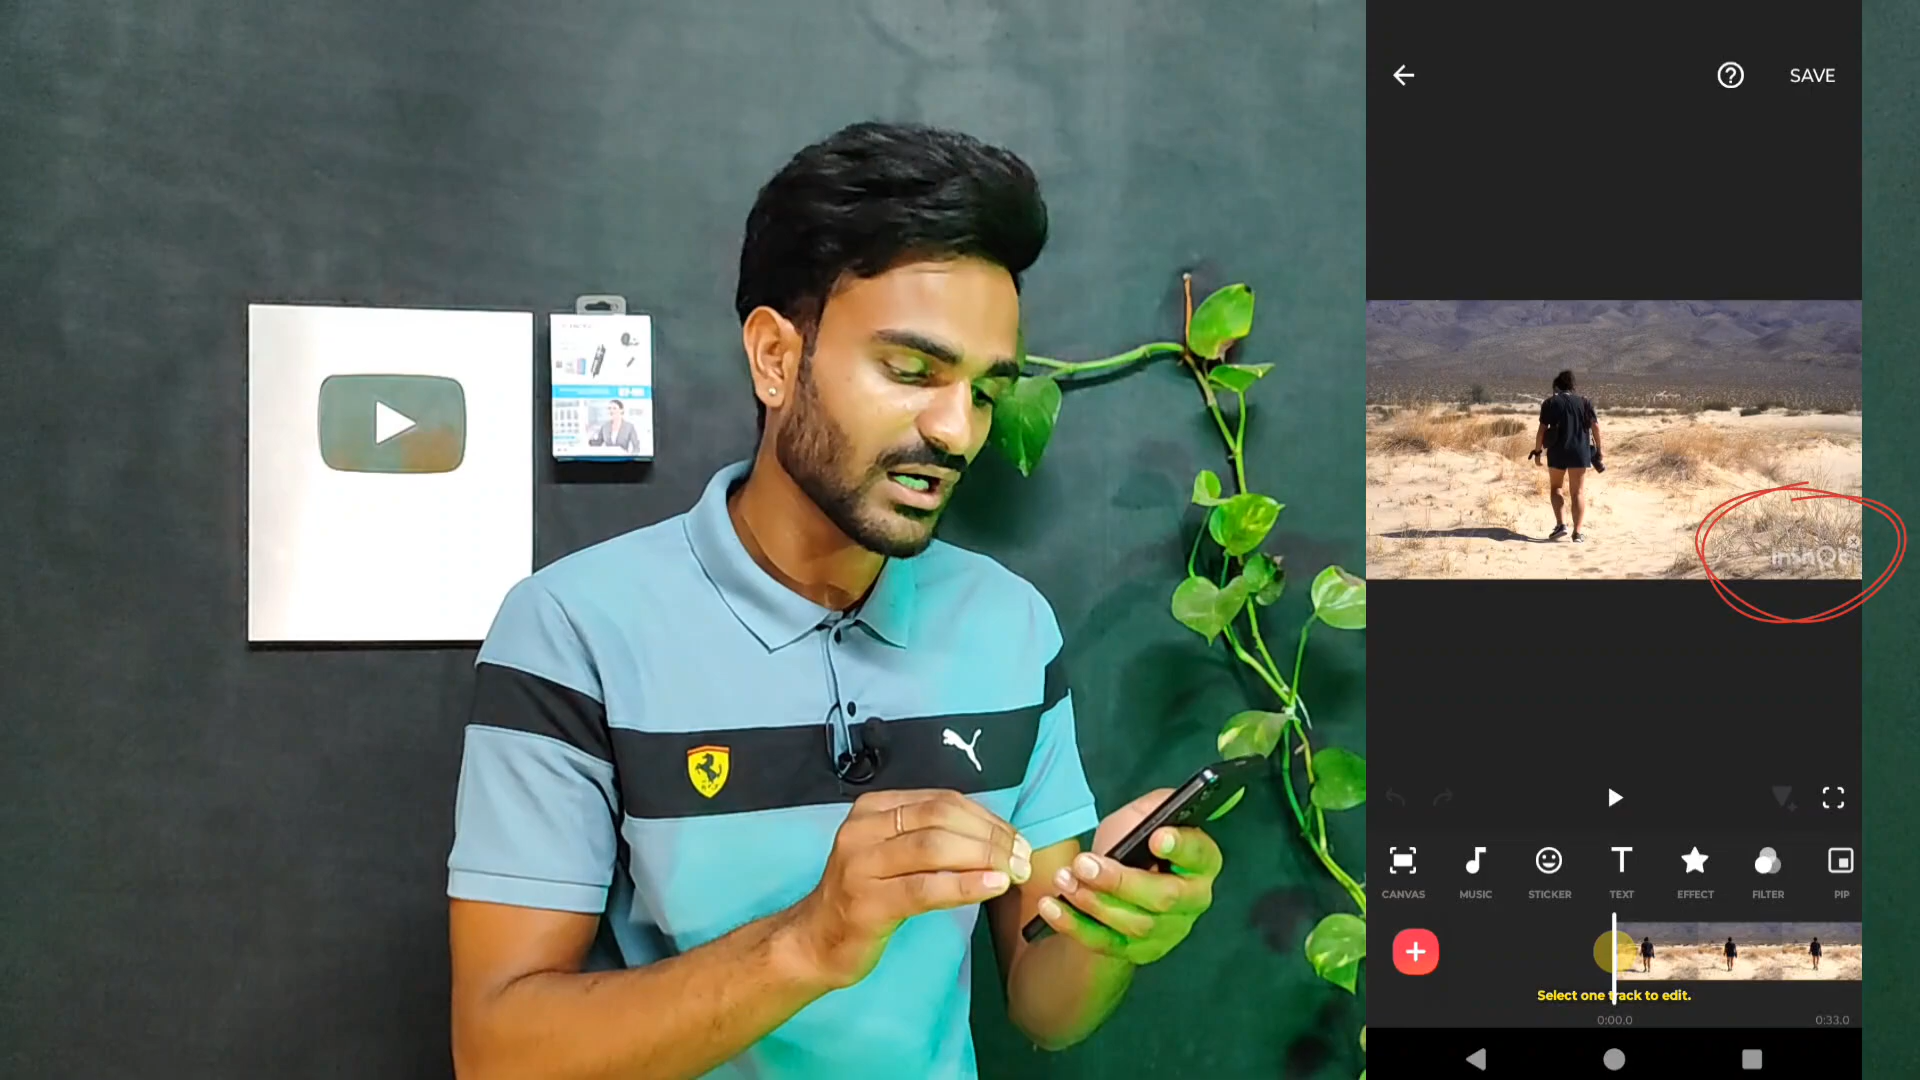 SAVE
InShOt
CANVAS
MUSIC
STICKER
TEXT
EFFECT
FILTER
PIP
Select one track to edit.
0:00.0
0:33.0